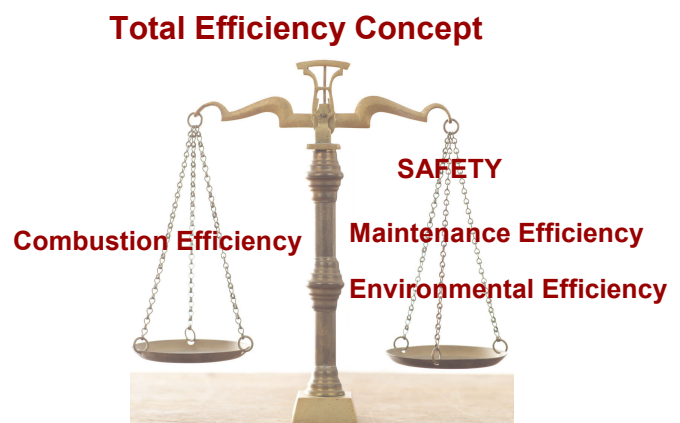 Total Efficiency Concept
SAFETY
Combustion Efficiency
Maintenance Efficiency
Environmental Efficiency